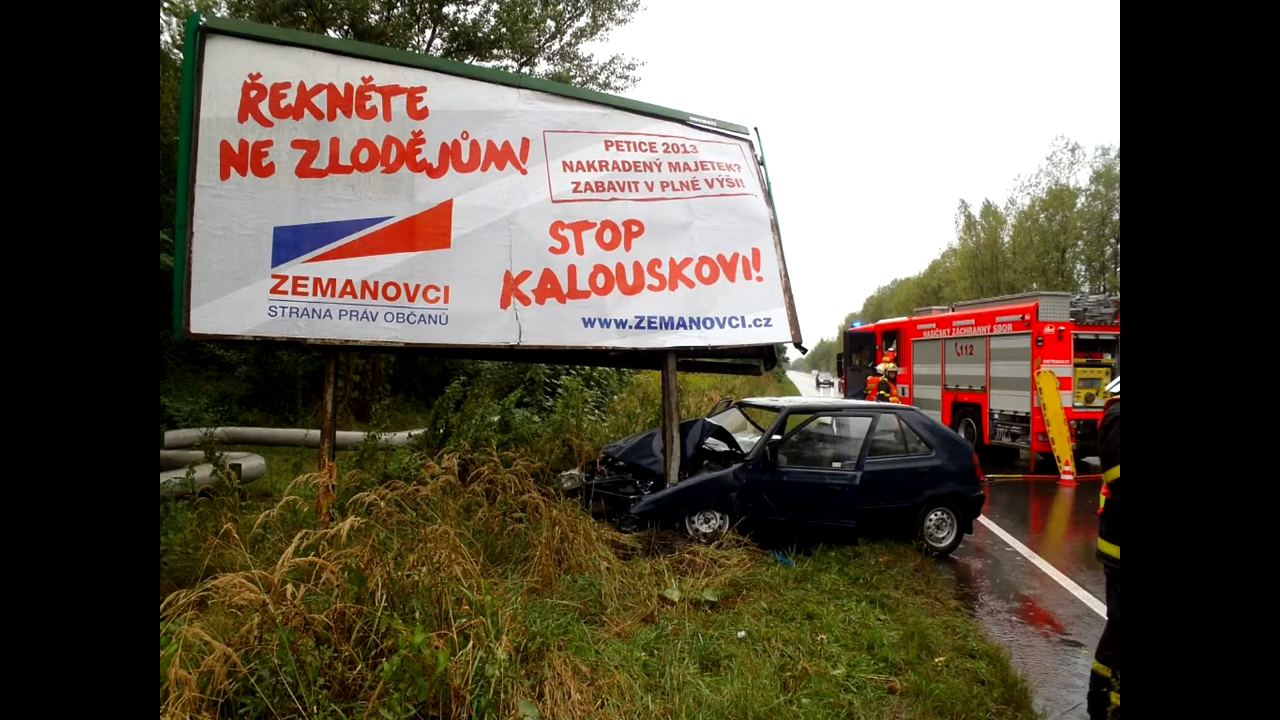 ŘEKNĚTE
NE ZLODĚJŮM!
PETICE 2013
NAKRADENÝ MAJETEK?
ZABAVIT V PLNÉ VÝŠI!
STOP
KALOUSKOVI!
ZEMANOVCI
STRANA PRÁV OBČANŮ
www.ZEMANOVCI.cz
HASIČSKÝ ZÁCHRANNÝ SBOR
112